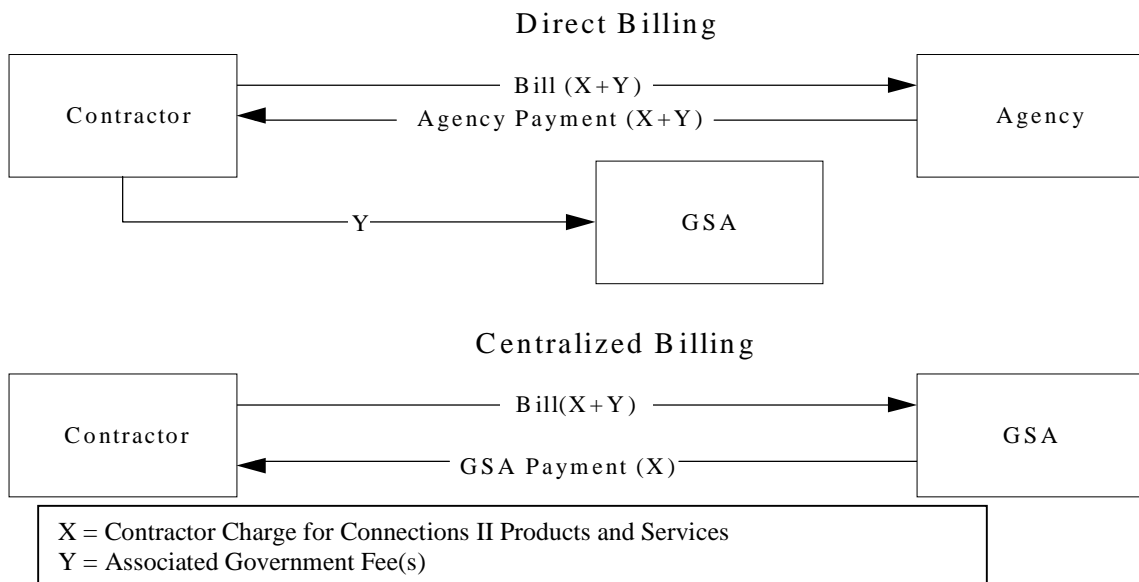 Direct Billing
Contractor
Bill (X+Y)
Agency Payment (X+Y)
Agency
Y
GSA
Centralized Billing
Contractor
Bill(X+Y)
GSA Payment (X)
GSA
X = Contractor Charge for Connections II Products and Services
Y = Associated Government Fee(s)